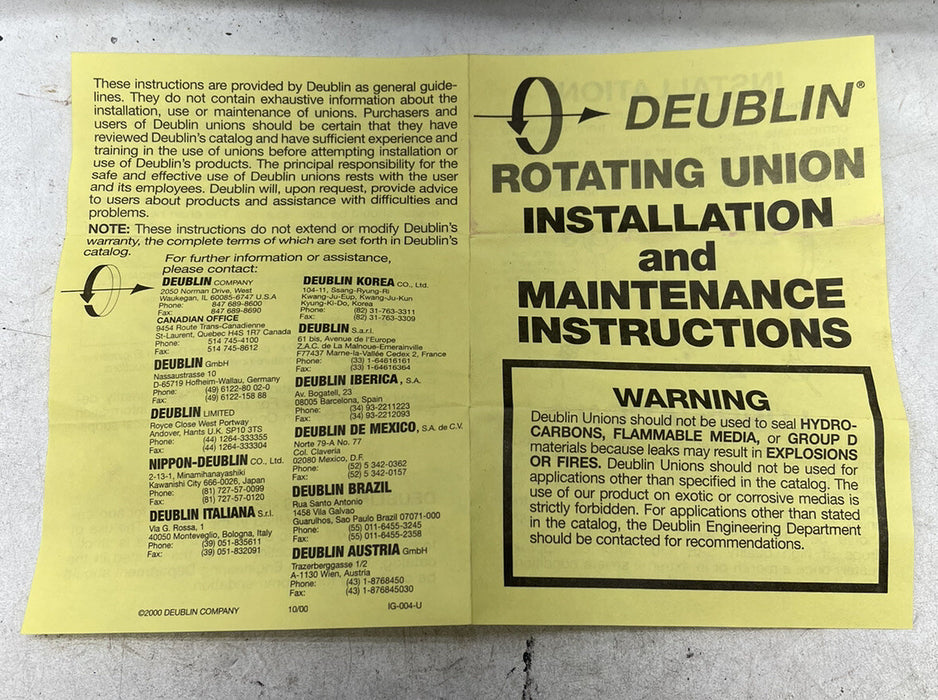 These instructions are provided by Deublin as general guide-
lines. They do not contain exhaustive information about the
installation, use or maintenance of unions. Purchasers and
users of Deublin unions should be certain that they have
reviewed Deublin's catalog and have sufficient experience and
training in the use of unions before attempting installation or
use of Deublin's products. The principal responsibility for the
safe and effective use of Deublin unions rests with the user
and its employees. Deublin will, upon request, provide advice
to users about products and assistance with difficulties and
problems.
NOTE: These instructions do not extend or modify Deublin's
warranty, the complete terms of which are set forth in Deublin's
catalog.
For further information or assistance,
please contact:
DEUBLIN COMPANY
2050 Norman Drive, West
Waukegan, IL 60085-6747 U.S.A
Phone: 847 689-8600
Fax: 847 689-8690
CANADIAN OFFICE
9454 Route Trans-Canadienne
St-Laurent, Quebec H4S 1R7 Canada
Phone: 514 745-4100
Fax: 514 745-8612
DEUBLIN GmbH
Nassaustrasse 10
D-65719 Hofheim-Wallau, Germany
Phone: (49) 6122-80 02-0
Fax: (49) 6122-158 88
DEUBLIN LIMITED
Royce Close West Portway
Andover, Hants U.K. SP10 3TS
Phone: (44) 1264-333355
Fax: (44) 1264-333304
NIPPON-DEUBLIN CO., Ltd.
2-13-1, Minamihanayashiki
Kawanishi City 666-0026, Japan
Phone: (81) 727-57-0099
Fax: (81) 727-57-0120
DEUBLIN ITALIANA S.r.l.
Via G. Rossa, 1
40050 Monteveglio, Bologna, Italy
Phone: (39) 051-835611
Fax: (39) 051-832091
DEUBLIN KOREA CO., Ltd.
104-11, Ssang-Ryung-Ri
Kwang-Ju-Eup, Kwang-Ju-Kun
Kyung-Ki-Do, Korea
Phone: (82) 31-763-3311
Fax: (82) 31-763-3309
DEUBLIN S.a.r.l.
61 bis, Avenue de l'Europe
Z.A.C. de La Malnoue-Emerainville
F77437 Marne-la-Vallée Cedex 2, France
Phone: (33) 1-64616161
Fax: (33) 1-64616364
DEUBLIN IBERICA, S.A.
Av. Bogatell, 23
08005 Barcelona, Spain
Phone: (34) 93-2211223
Fax: (34) 93-2212093
DEUBLIN DE MEXICO, S.A. de C.V.
Norte 79-A No. 77
Col. Claveria
02080 Mexico, D.F.
Phone: (52) 5 342-0362
Fax: (52) 5 342-0157
DEUBLIN BRAZIL
Rua Santo Antonio
1458 Vila Galvao
Guarulhos, Sao Paulo Brazil 07071-000
Phone: (55) 011-6455-3245
Fax: (55) 011-6455-2358
DEUBLIN AUSTRIA GmbH
Trazerberggasse 1/2
A-1130 Wien, Austria
Phone: (43) 1-8768450
Fax: (43) 1-876845030
©2000 DEUBLIN COMPANY 10/00 IG-004-U
DEUBLIN®
ROTATING UNION
INSTALLATION
and
MAINTENANCE
INSTRUCTIONS
WARNING
Deublin Unions should not be used to seal HYDRO-
CARBONS, FLAMMABLE MEDIA, or GROUP D
materials because leaks may result in EXPLOSIONS
OR FIRES. Deublin Unions should not be used for
applications other than specified in the catalog. The
use of our product on exotic or corrosive medias is
strictly forbidden. For applications other than stated
in the catalog, the Deublin Engineering Department
should be contacted for recommendations.